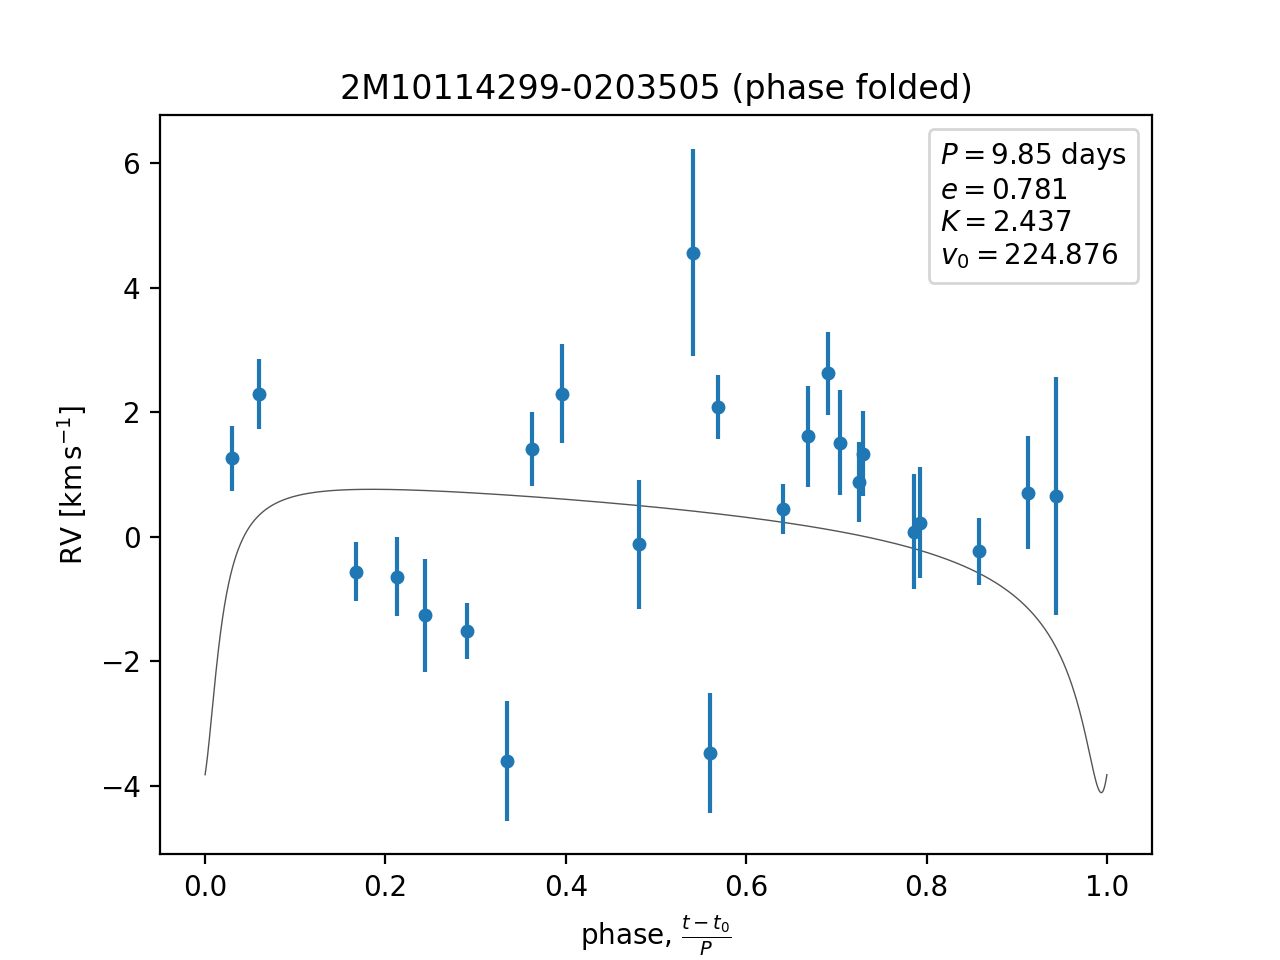 2M10114299-0203505 (phase folded)
P = 9.85 days
e = 0.781
K = 2.437
v₀ = 224.876
RV [km s⁻¹]
6
4
2
0
−2
−4
0.0 0.2 0.4 0.6 0.8 1.0
phase, (t − t₀)/P